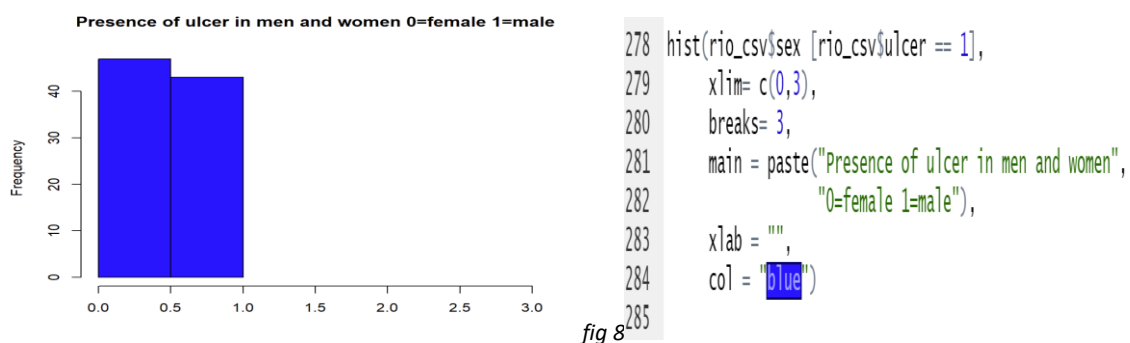 Presence of ulcer in men and women 0=female 1=male
Frequency
40
30
20
10
0
0.0 0.5 1.0 1.5 2.0 2.5 3.0
278 hist(rio_csv$sex [rio_csv$ulcer == 1],
279 xlim= c(0,3),
280 breaks= 3,
281 main = paste("Presence of ulcer in men and women",
282 "0=female 1=male"),
283 xlab = "",
284 col = "blue")
285
fig 8